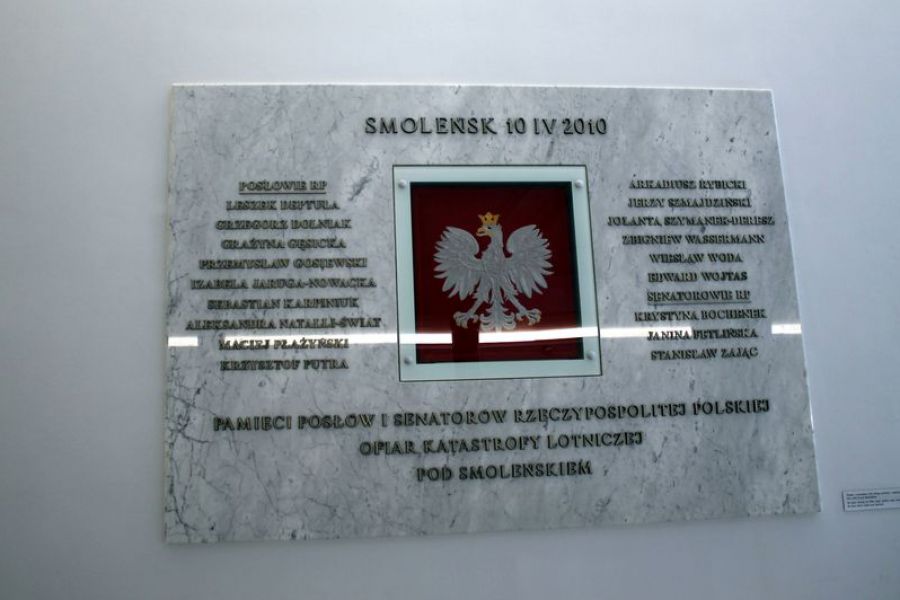 SMOLEŃSK 10 IV 2010
POSŁOWIE RP
LESZEK DEPTUŁA
GRZEGORZ DOLNIAK
GRAŻYNA GĘSICKA
PRZEMYSŁAW GOSIEWSKI
IZABELA JARUGA-NOWACKA
SEBASTIAN KARPINIUK
ALEKSANDRA NATALLI-ŚWIAT
MACIEJ PŁAŻYŃSKI
KRZYSZTOF PUTRA
ARKADIUSZ RYBICKI
JERZY SZMAJDZIŃSKI
JOLANTA SZYMANEK-DERESZ
ZBIGNIEW WASSERMANN
WIESŁAW WODA
EDWARD WOJTAS
SENATOROWIE RP
KRYSTYNA BOCHENEK
JANINA FETLIŃSKA
STANISŁAW ZAJĄC
PAMIĘCI POSŁÓW I SENATORÓW RZECZYPOSPOLITEJ POLSKIEJ
OFIAR KATASTROFY LOTNICZEJ
POD SMOLEŃSKIEM